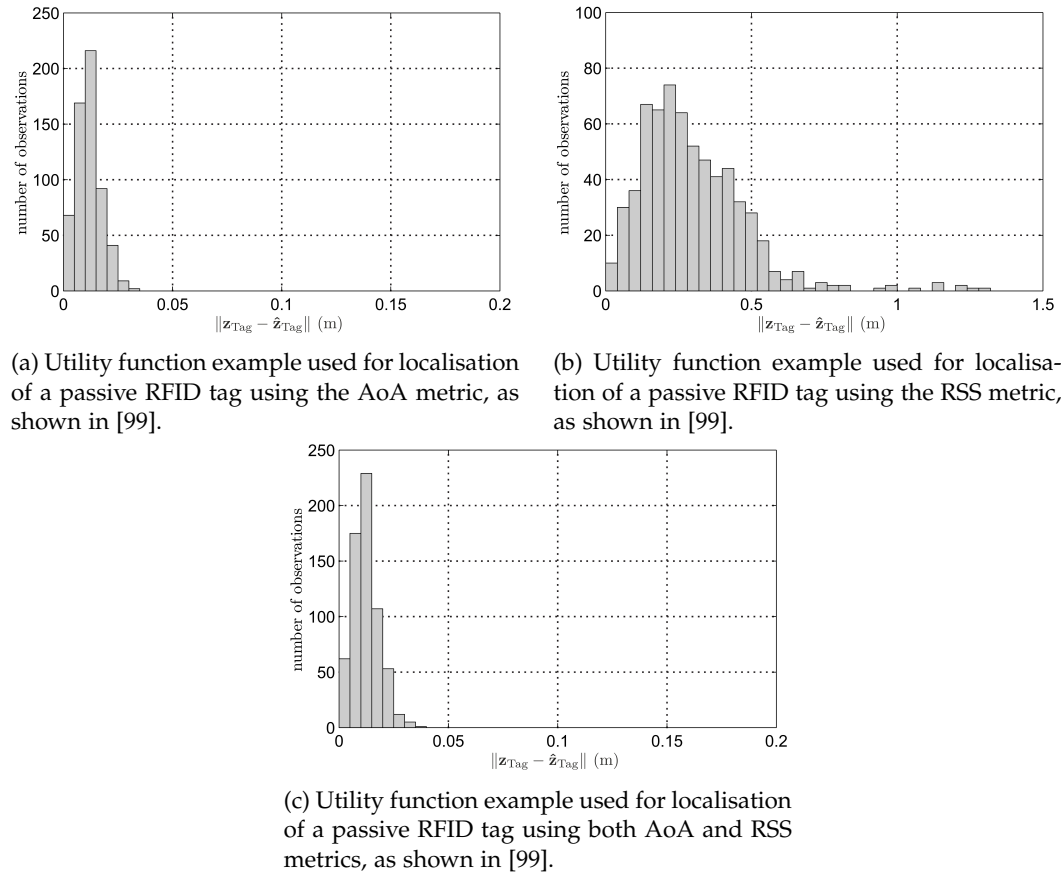 250
200
150
100
50
0
number of observations
0 0.05 0.1 0.15 0.2
‖z_Tag − ẑ_Tag‖ (m)
(a) Utility function example used for localisation
of a passive RFID tag using the AoA metric, as
shown in [99].
100
80
60
40
20
0
number of observations
0 0.5 1 1.5
‖z_Tag − ẑ_Tag‖ (m)
(b) Utility function example used for localisa-
tion of a passive RFID tag using the RSS metric,
as shown in [99].
250
200
150
100
50
0
number of observations
0 0.05 0.1 0.15 0.2
‖z_Tag − ẑ_Tag‖ (m)
(c) Utility function example used for localisation
of a passive RFID tag using both AoA and RSS
metrics, as shown in [99].